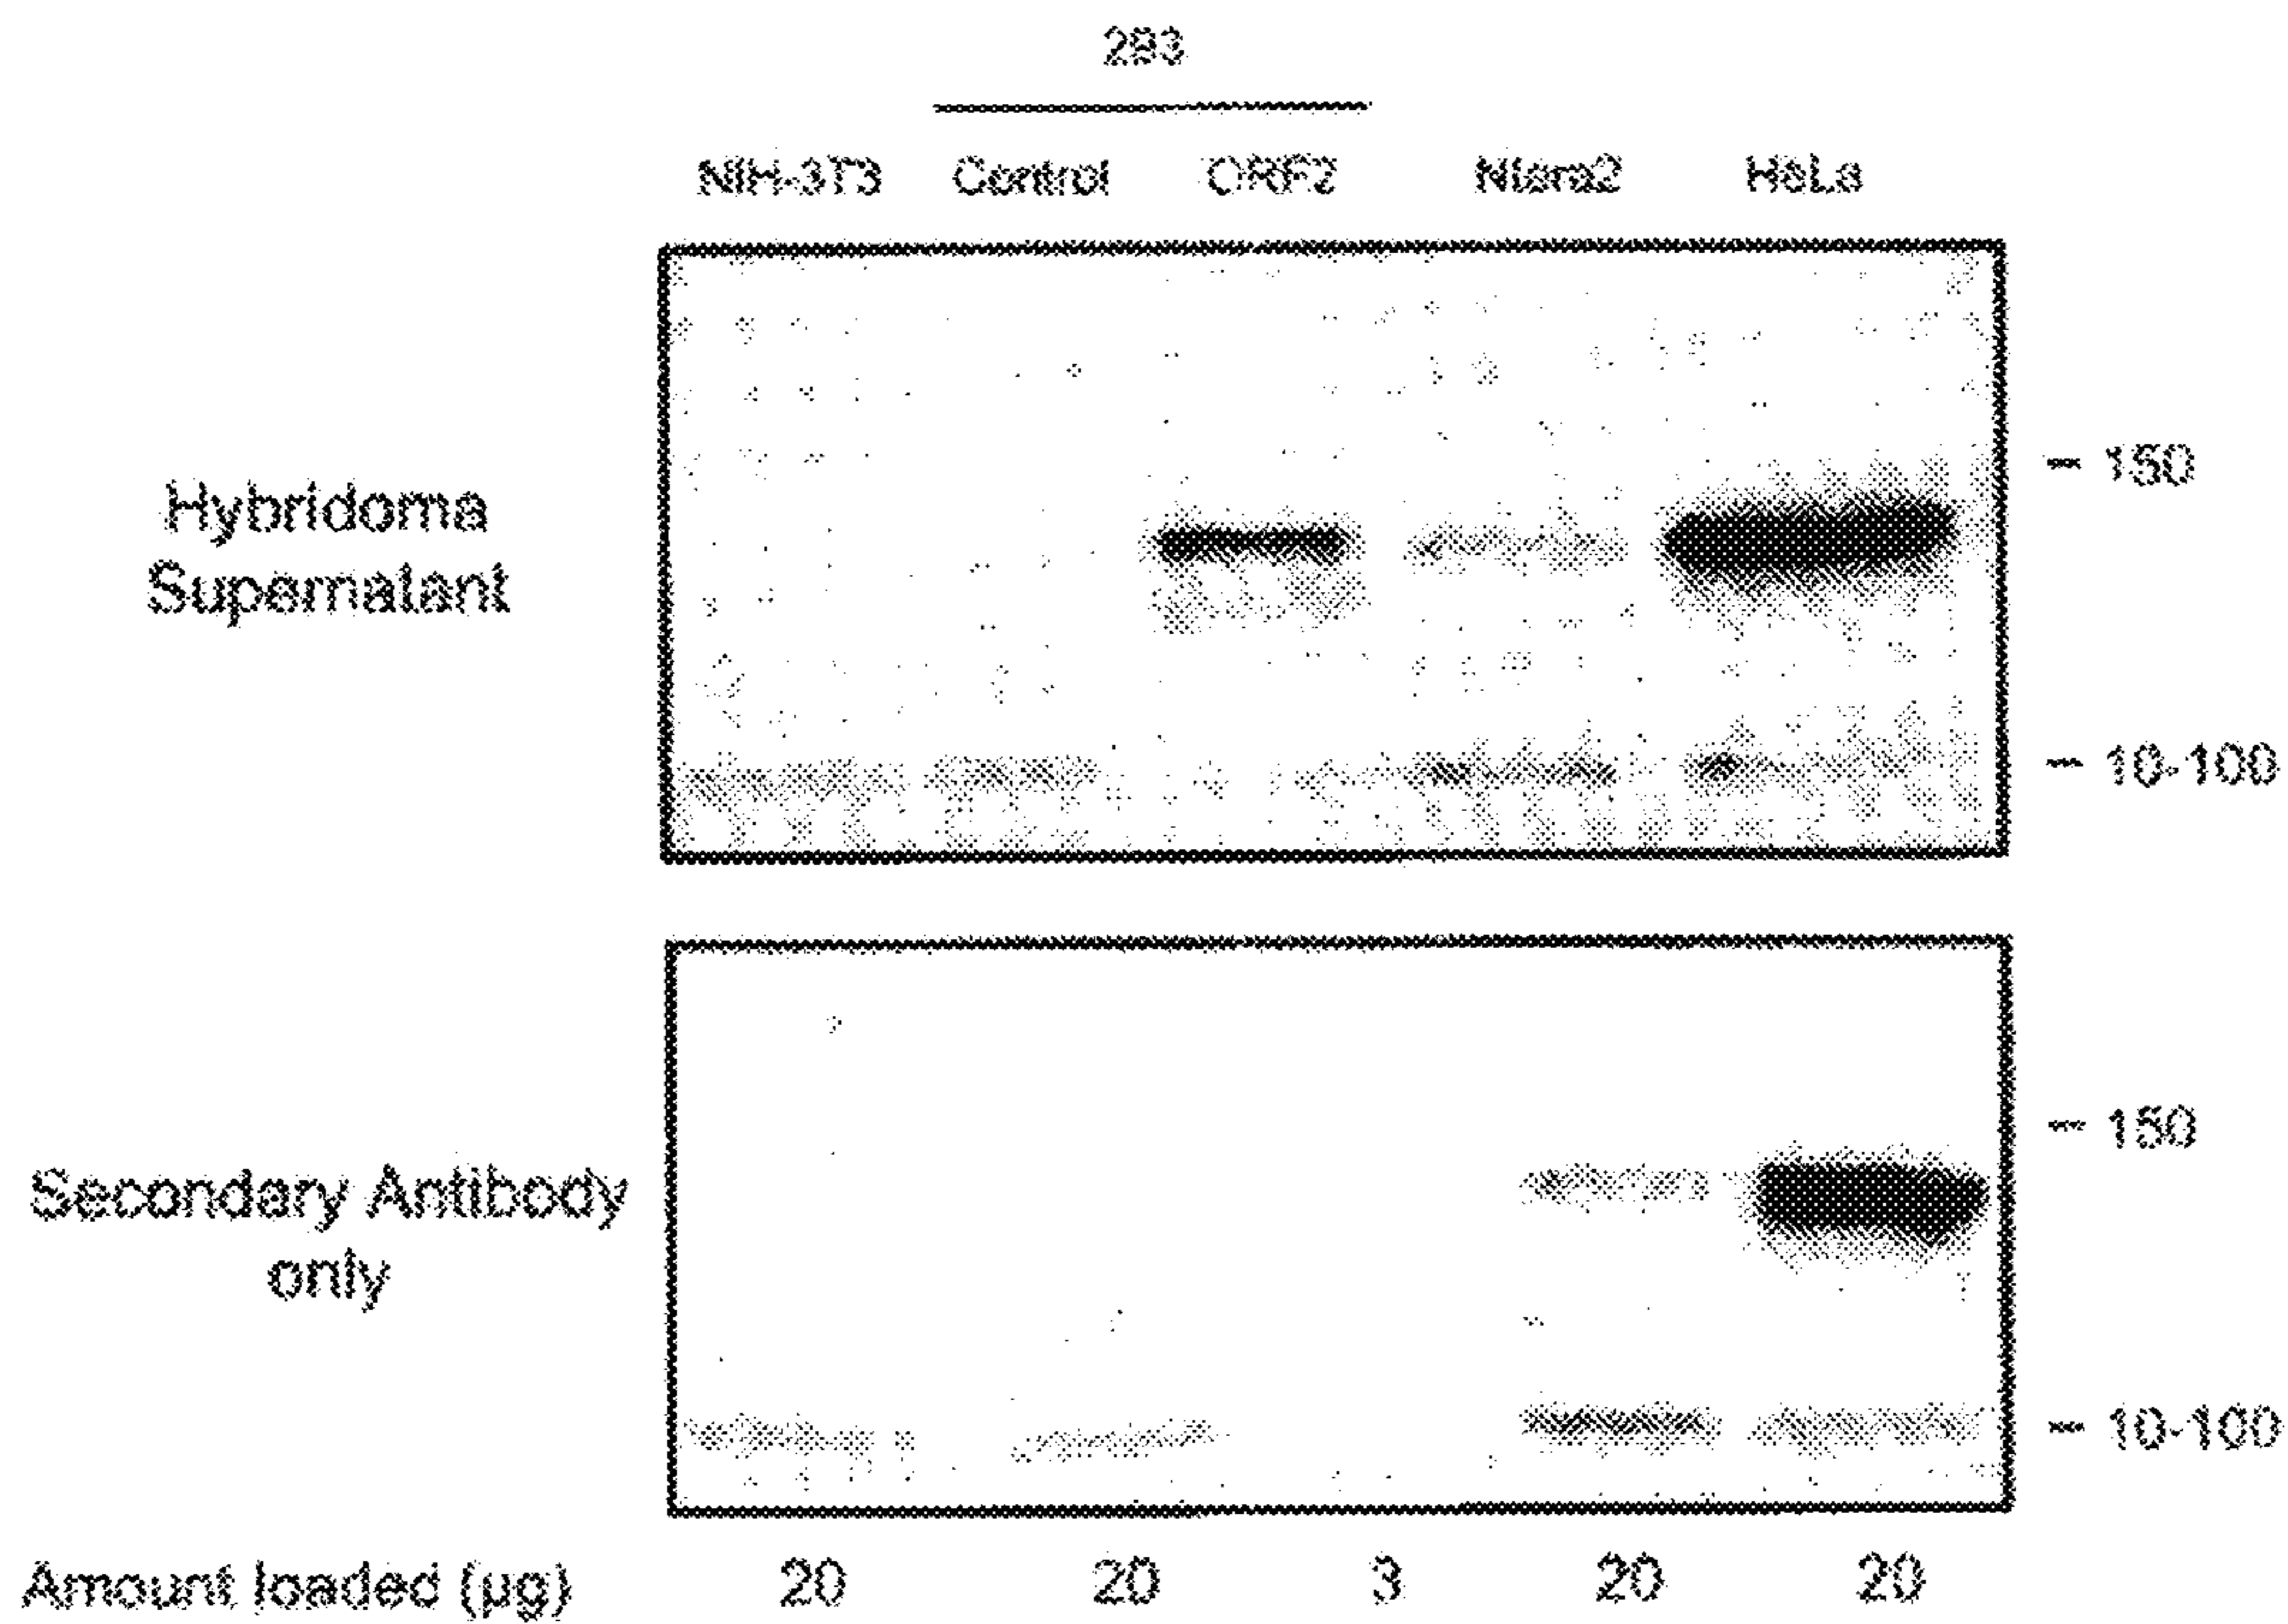 293
NIH-3T3 Control ORF2 Ntera2 HeLa
Hybridoma
Supernatant
- 150
- 10-100
Secondary Antibody
only
- 150
- 10-100
Amount loaded (µg) 20 20 3 20 20